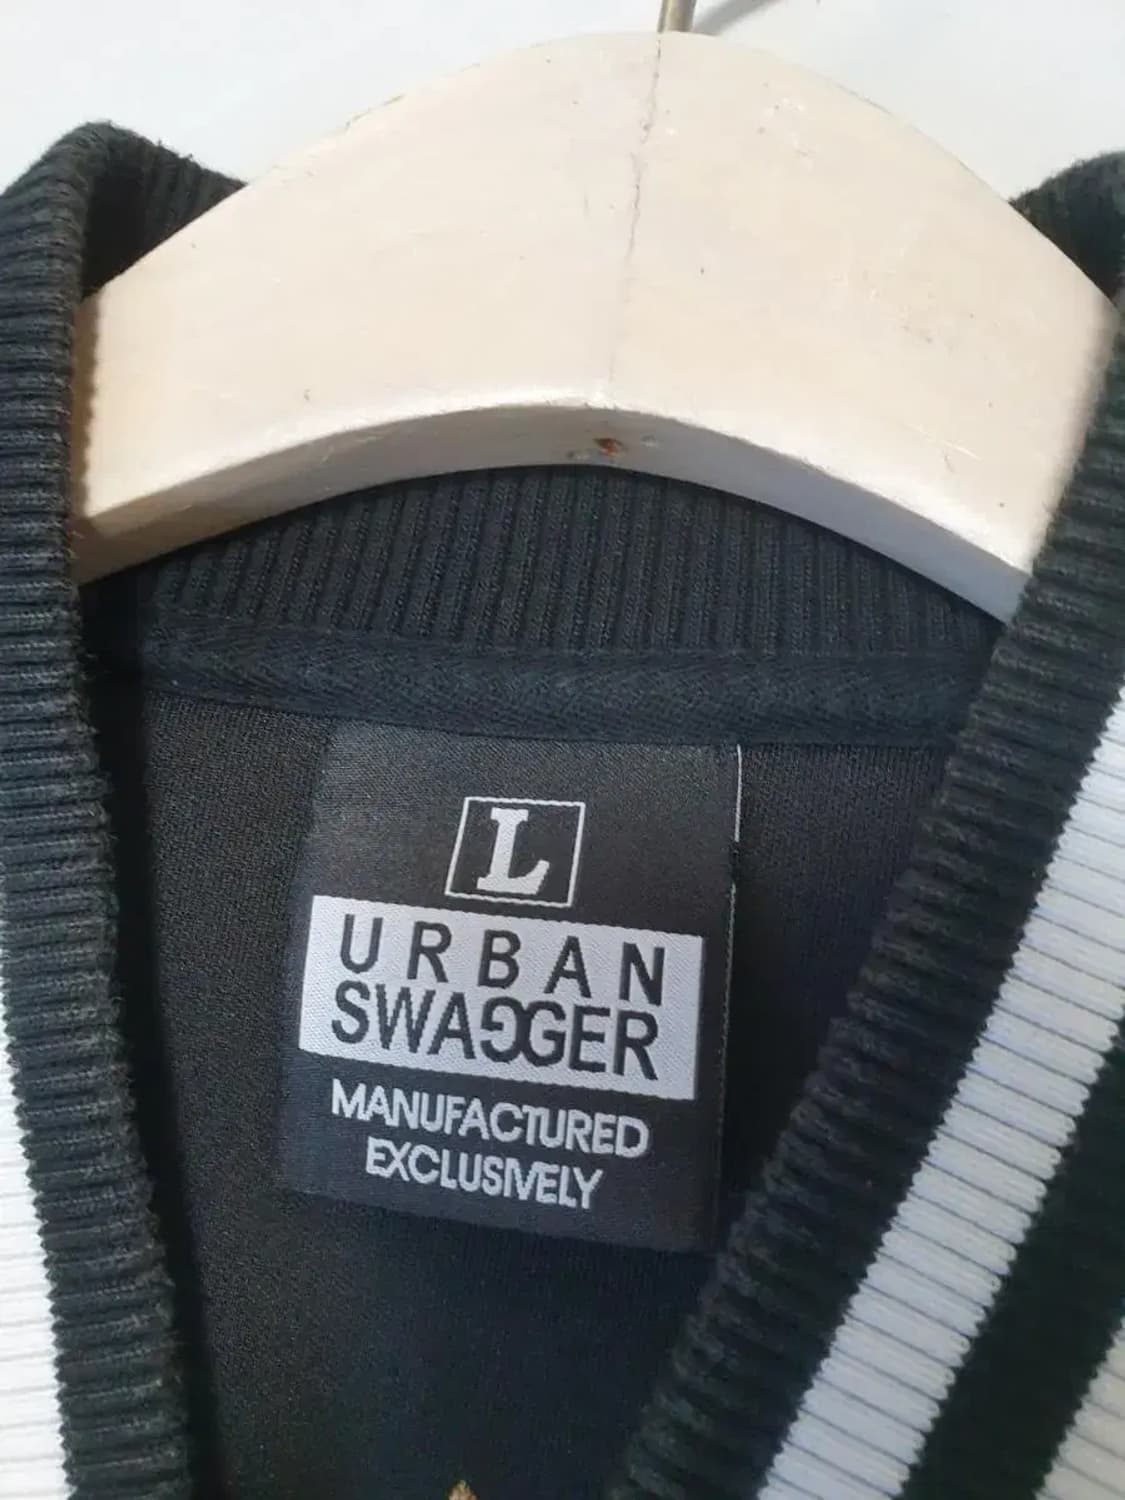 L
URBAN
SWAGGER
MANUFACTURED
EXCLUSIVELY